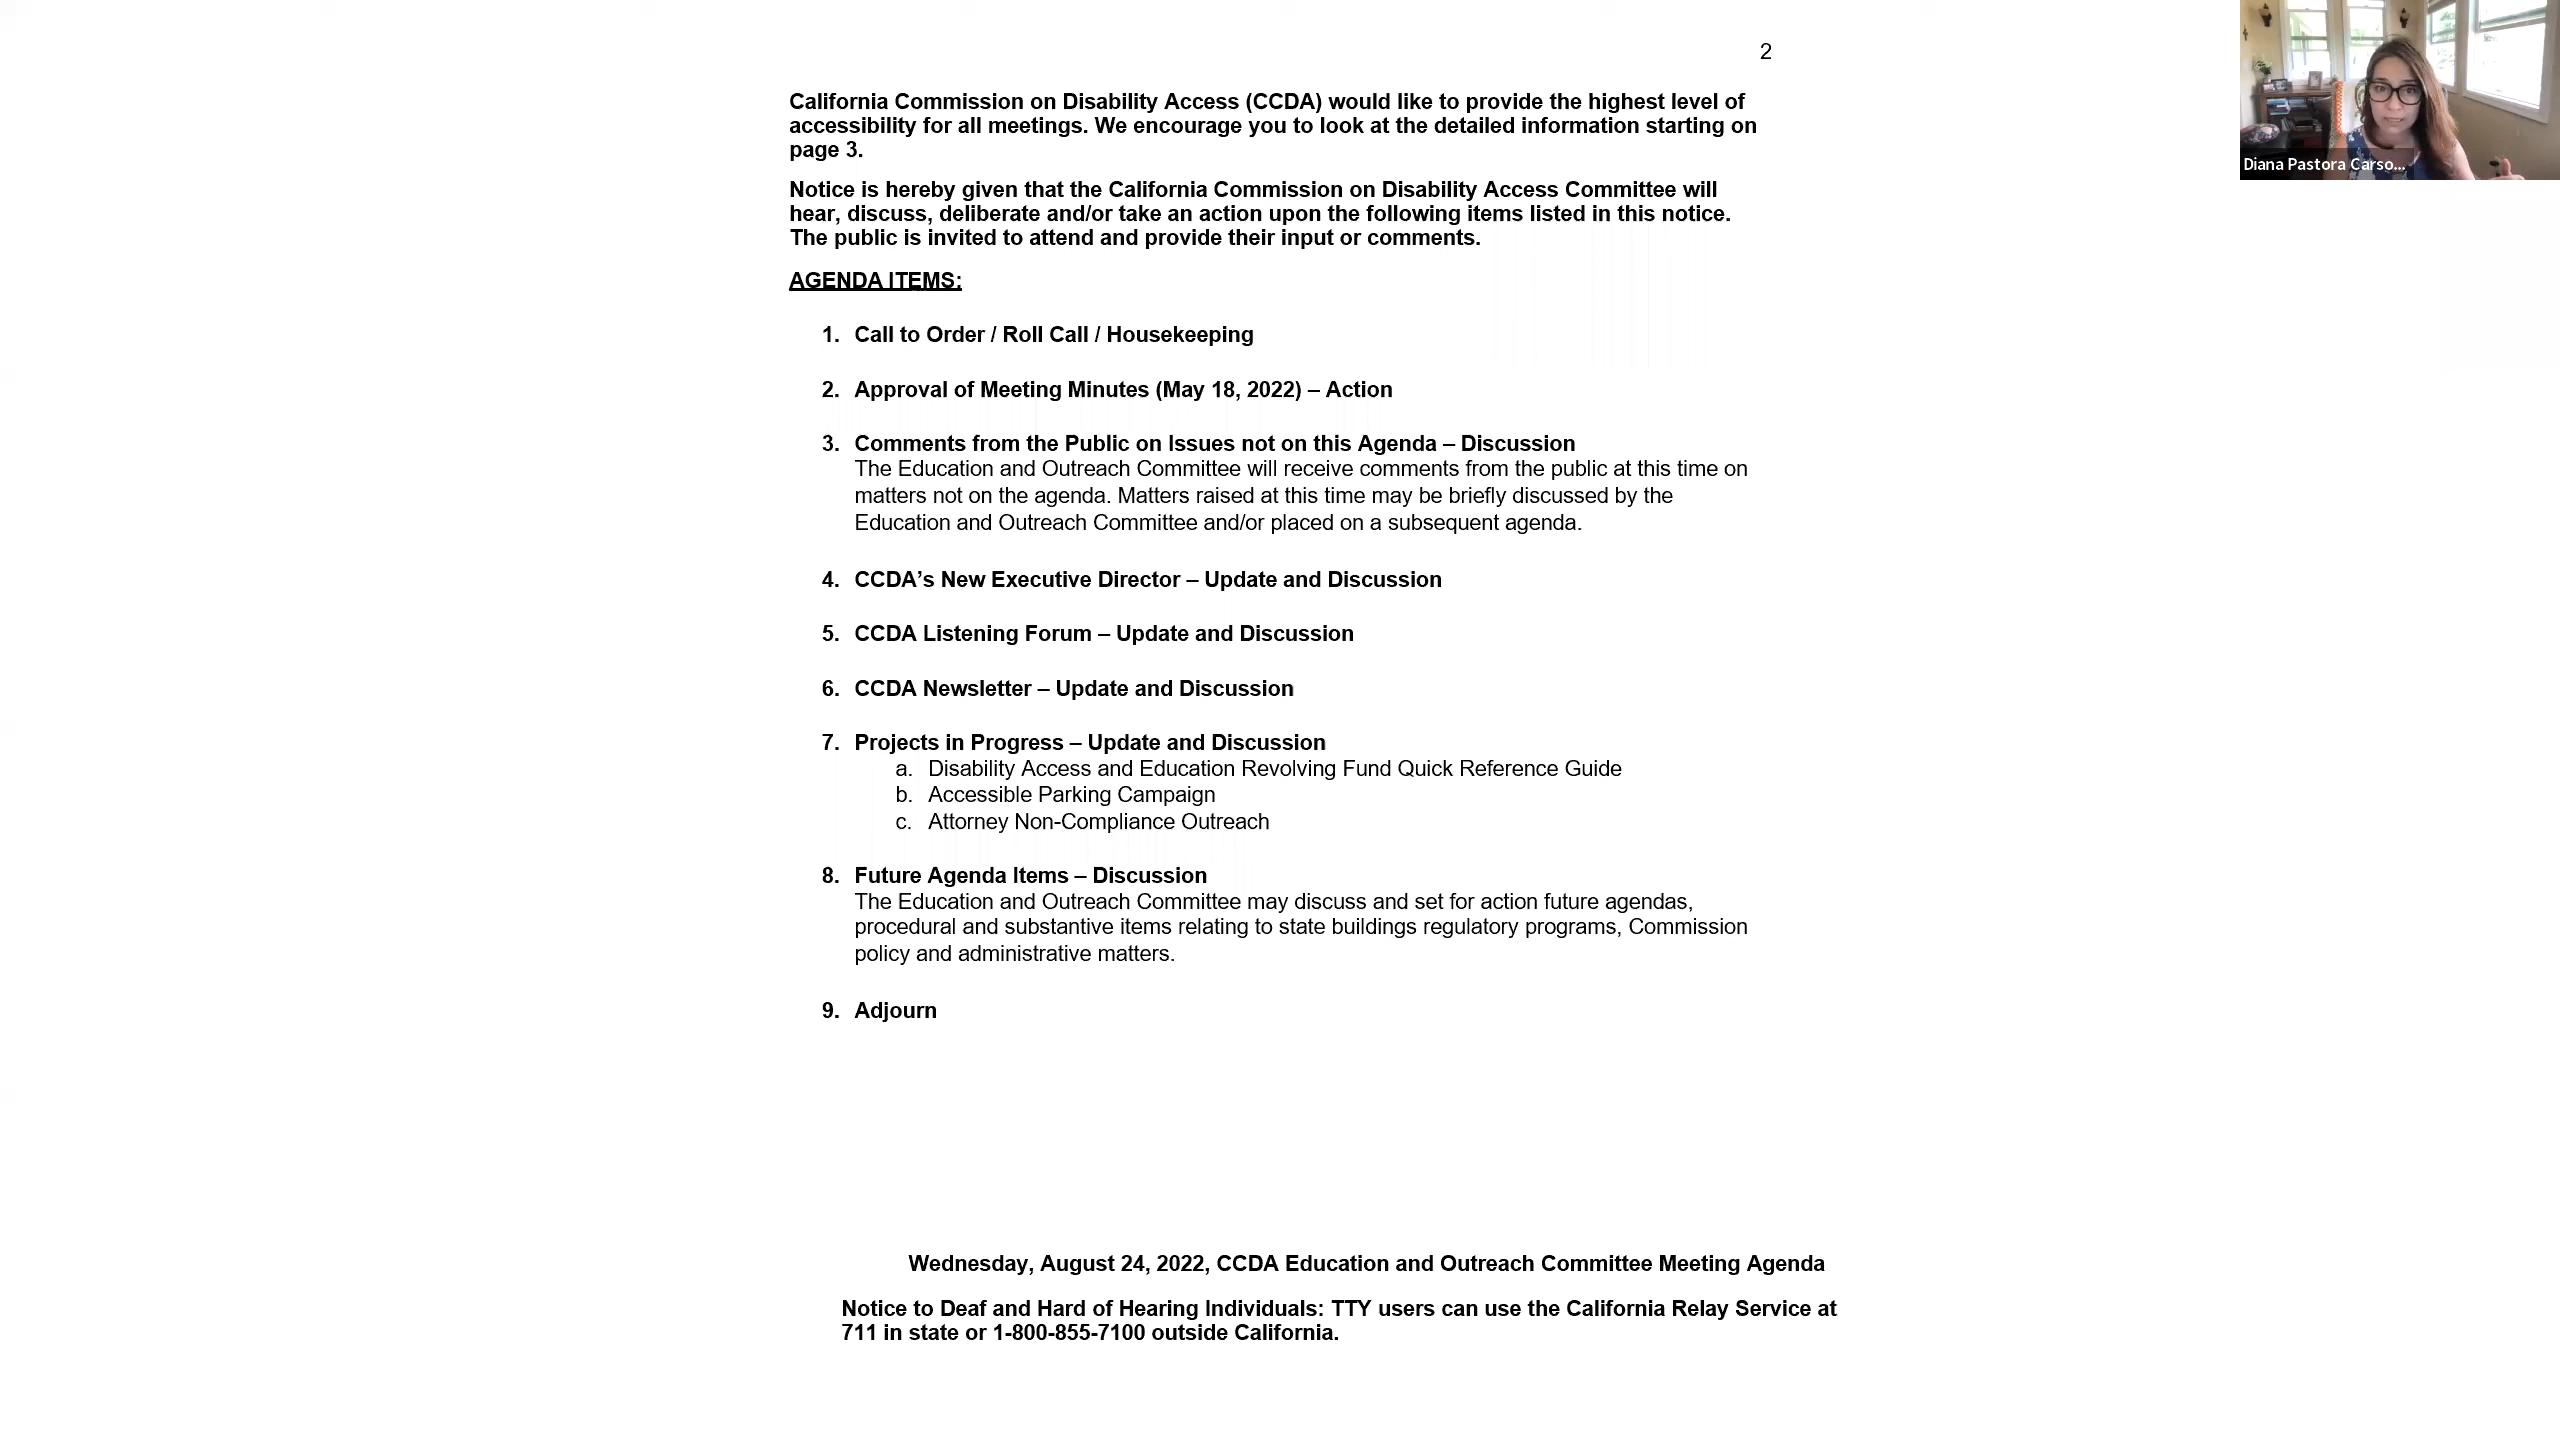 2
California Commission on Disability Access (CCDA) would like to provide the highest level of
accessibility for all meetings. We encourage you to look at the detailed information starting on
page 3.
Notice is hereby given that the California Commission on Disability Access Committee will
hear, discuss, deliberate and/or take an action upon the following items listed in this notice.
The public is invited to attend and provide their input or comments.
AGENDA ITEMS:
1. Call to Order / Roll Call / Housekeeping
2. Approval of Meeting Minutes (May 18, 2022) – Action
3. Comments from the Public on Issues not on this Agenda – Discussion
The Education and Outreach Committee will receive comments from the public at this time on
matters not on the agenda. Matters raised at this time may be briefly discussed by the
Education and Outreach Committee and/or placed on a subsequent agenda.
4. CCDA’s New Executive Director – Update and Discussion
5. CCDA Listening Forum – Update and Discussion
6. CCDA Newsletter – Update and Discussion
7. Projects in Progress – Update and Discussion
a. Disability Access and Education Revolving Fund Quick Reference Guide
b. Accessible Parking Campaign
c. Attorney Non-Compliance Outreach
8. Future Agenda Items – Discussion
The Education and Outreach Committee may discuss and set for action future agendas,
procedural and substantive items relating to state buildings regulatory programs, Commission
policy and administrative matters.
9. Adjourn
Wednesday, August 24, 2022, CCDA Education and Outreach Committee Meeting Agenda
Notice to Deaf and Hard of Hearing Individuals: TTY users can use the California Relay Service at
711 in state or 1-800-855-7100 outside California.
Diana Pastora Carso...